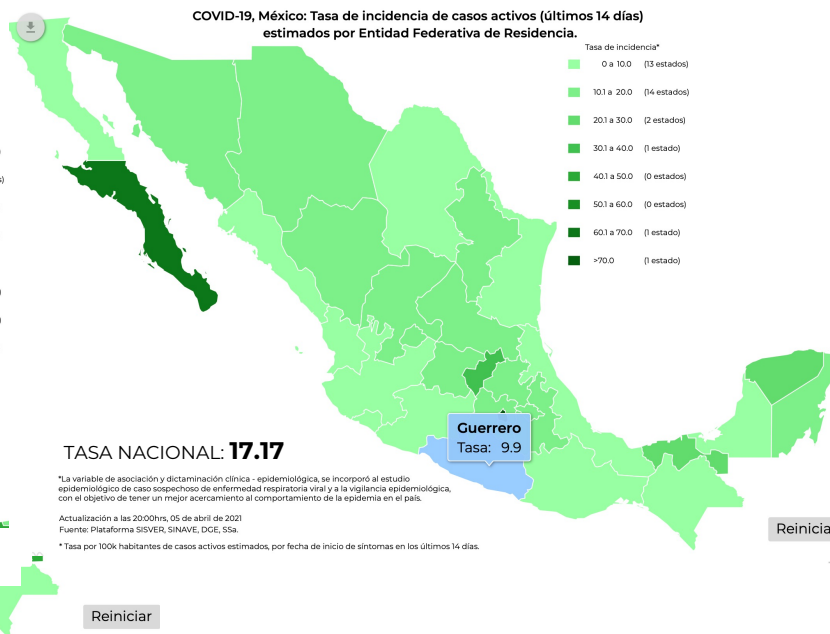 COVID-19, México: Tasa de incidencia de casos activos (últimos 14 días)
estimados por Entidad Federativa de Residencia.
Tasa de incidencia*
0 a 10.0 (13 estados)
10.1 a 20.0 (14 estados)
20.1 a 30.0 (2 estados)
30.1 a 40.0 (1 estado)
40.1 a 50.0 (0 estados)
50.1 a 60.0 (0 estados)
60.1 a 70.0 (1 estado)
>70.0 (1 estado)
Guerrero
Tasa: 9.9
TASA NACIONAL: 17.17
*La variable de asociación y dictaminación clínica - epidemiológica, se incorporó al estudio
epidemiológico de caso sospechoso de enfermedad respiratoria viral y a la vigilancia epidemiológica,
con el objetivo de tener un mejor acercamiento al comportamiento de la epidemia en el país.
Actualización a las 20:00hrs, 05 de abril de 2021
Fuente: Plataforma SISVER, SINAVE, DGE, SSa.
* Tasa por 100k habitantes de casos activos estimados, por fecha de inicio de síntomas en los últimos 14 días.
Reinicia
Reiniciar